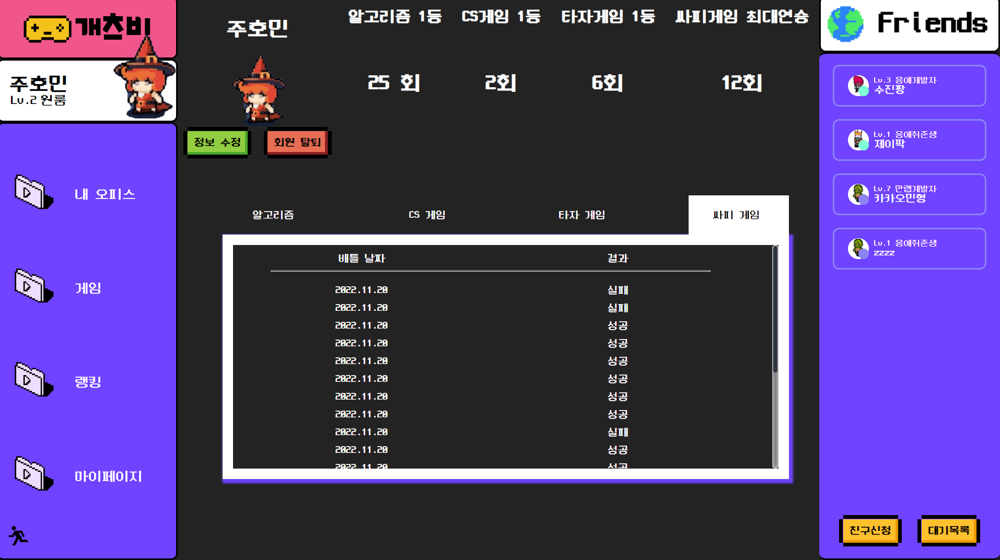 개츠비
주호민
Lv.2 원룸
내 오피스
게임
랭킹
마이페이지
주호민
정보 수정
회원 탈퇴
알고리즘 1등
CS게임 1등
타자게임 1등
싸피게임 최대연승
25 회
2회
6회
12회
알고리즘
CS 게임
타자 게임
싸피 게임
배틀 날짜 결과
2022.11.20 실패
2022.11.20 실패
2022.11.20 성공
2022.11.20 성공
2022.11.20 성공
2022.11.20 성공
2022.11.20 성공
2022.11.20 성공
2022.11.20 실패
2022.11.20 성공
2022.11.20 성공
Friends
Lv.3 응애개발자
수진짱
Lv.1 응애취준생
제이팍
Lv.7 만렙개발자
카카오민형
Lv.1 응애취준생
zzzz
친구신청
대기목록